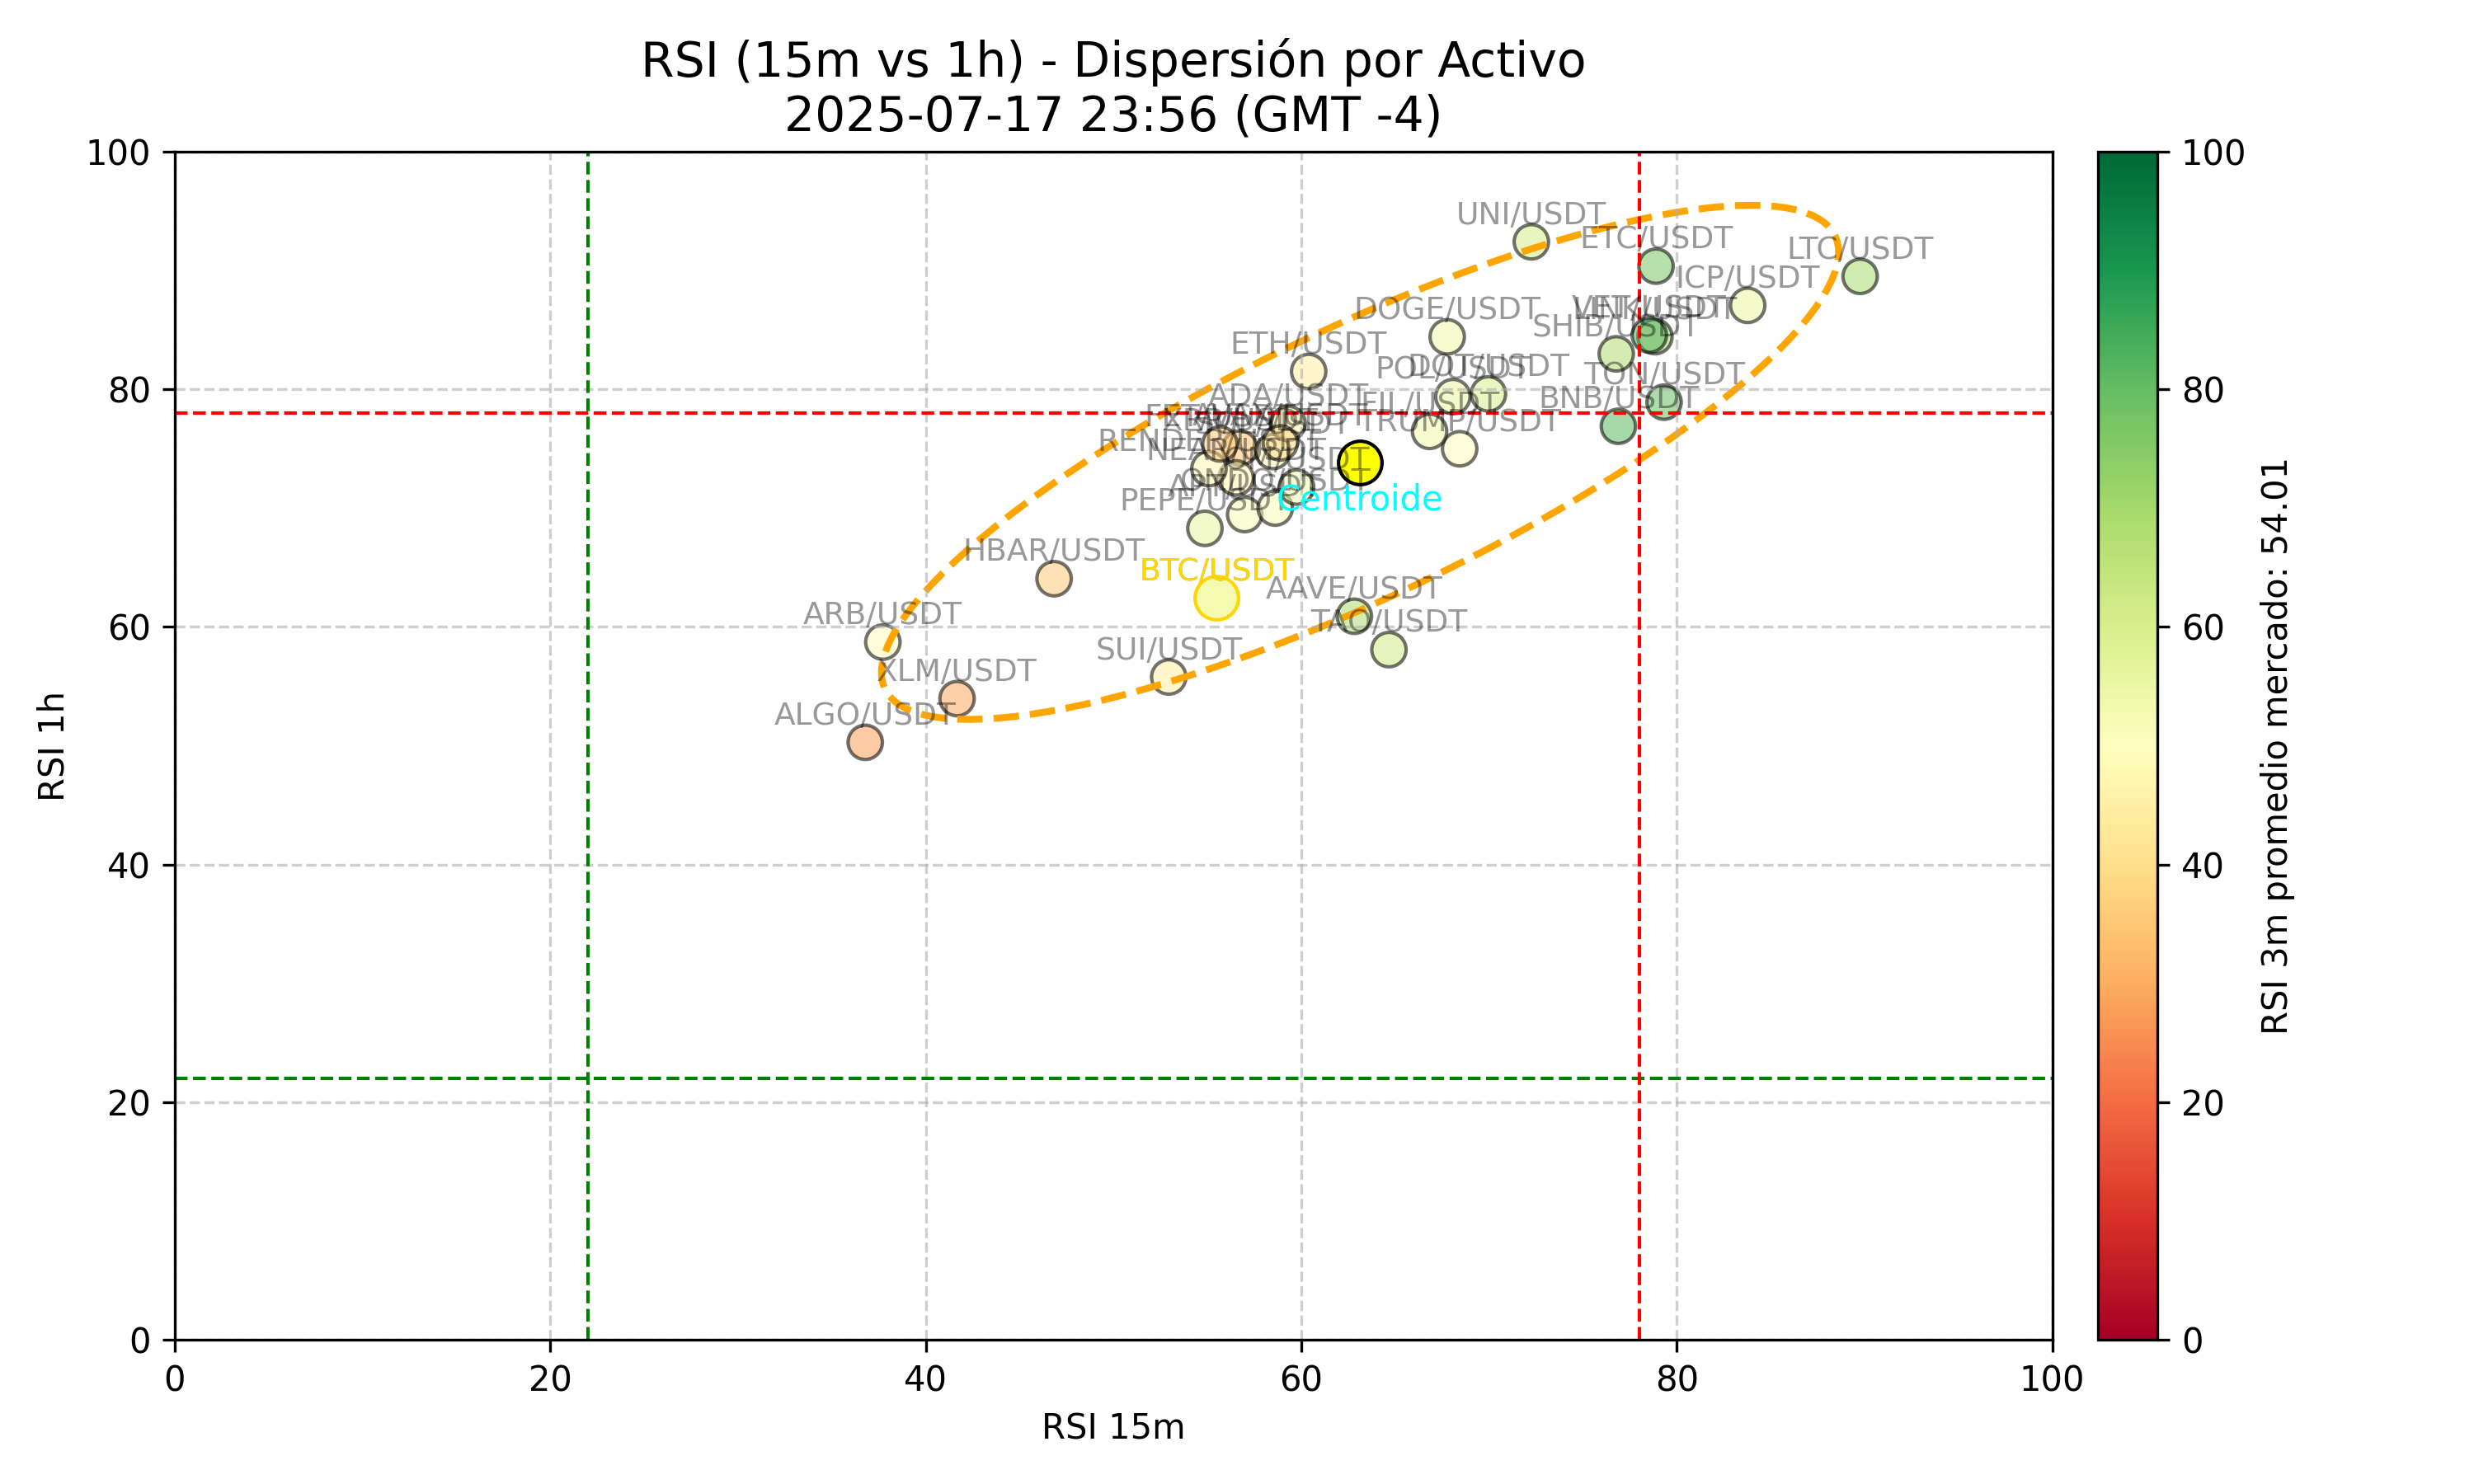 RSI (15m vs 1h) - Dispersión por Activo
2025-07-17 23:56 (GMT -4)
RSI 1h
100
80
60
40
20
0
UNI/USDT
ETC/USDT
LTC/USDT
ICP/USDT
DOGE/USDT
SHIB/USDT
ETH/USDT
POL/USDT
DOT/USDT
TON/USDT
ADA/USDT
BNB/USDT
FIL/USDT
TRUMP/USDT
Centroide
PEPE/USDT
HBAR/USDT
BTC/USDT
AAVE/USDT
ARB/USDT
TAO/USDT
SUI/USDT
XLM/USDT
ALGO/USDT
0
20
40
60
80
100
RSI 15m
100
80
60
40
20
0
RSI 3m promedio mercado: 54.01